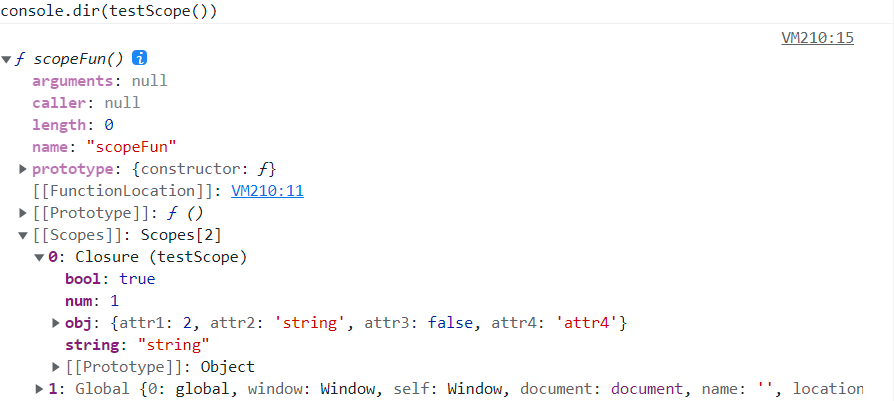 console.dir(testScope())
VM210:15
▼ƒ scopeFun() i
arguments: null
caller: null
length: 0
name: "scopeFun"
▶prototype: {constructor: ƒ}
[[FunctionLocation]]: VM210:11
▶[[Prototype]]: ƒ ()
▼[[Scopes]]: Scopes[2]
▼0: Closure (testScope)
bool: true
num: 1
▶obj: {attr1: 2, attr2: 'string', attr3: false, attr4: 'attr4'}
string: "string"
▶[[Prototype]]: Object
▶1: Global {0: global, window: Window, self: Window, document: document, name: '', location